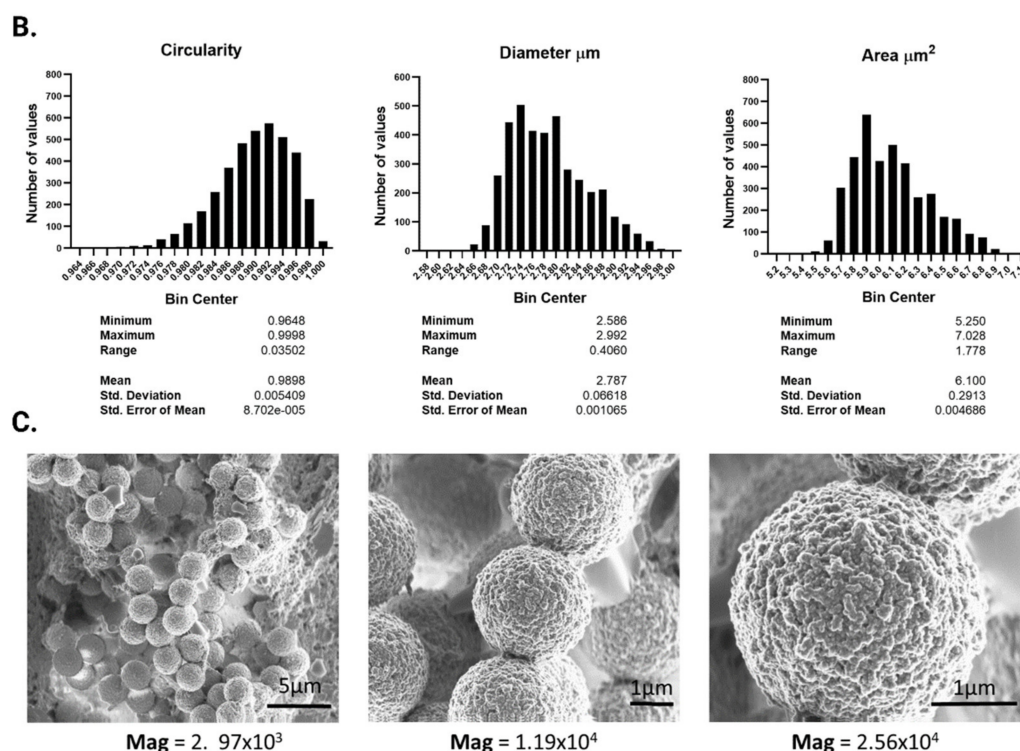 B.
Circularity
Number of values
800
700
600
500
400
300
200
100
0
0.964
0.966
0.968
0.970
0.972
0.974
0.976
0.978
0.980
0.982
0.984
0.986
0.988
0.990
0.992
0.994
0.996
0.998
1.000
Bin Center
Minimum 0.9648
Maximum 0.9998
Range 0.03502
Mean 0.9898
Std. Deviation 0.005409
Std. Error of Mean 8.702e-005
Diameter μm
Number of values
600
500
400
300
200
100
0
2.58
2.60
2.62
2.64
2.66
2.68
2.70
2.72
2.74
2.76
2.78
2.80
2.82
2.84
2.86
2.88
2.90
2.92
2.94
2.96
2.98
3.00
Bin Center
Minimum 2.586
Maximum 2.992
Range 0.4060
Mean 2.787
Std. Deviation 0.06618
Std. Error of Mean 0.001065
Area μm²
Number of values
800
700
600
500
400
300
200
100
0
5.2
5.3
5.4
5.5
5.6
5.7
5.8
5.9
6.0
6.1
6.2
6.3
6.4
6.5
6.6
6.7
6.8
6.9
7.0
7.1
Bin Center
Minimum 5.250
Maximum 7.028
Range 1.778
Mean 6.100
Std. Deviation 0.2913
Std. Error of Mean 0.004686
C.
5μm
1μm
1μm
Mag = 2. 97x10³
Mag = 1.19x10⁴
Mag = 2.56x10⁴